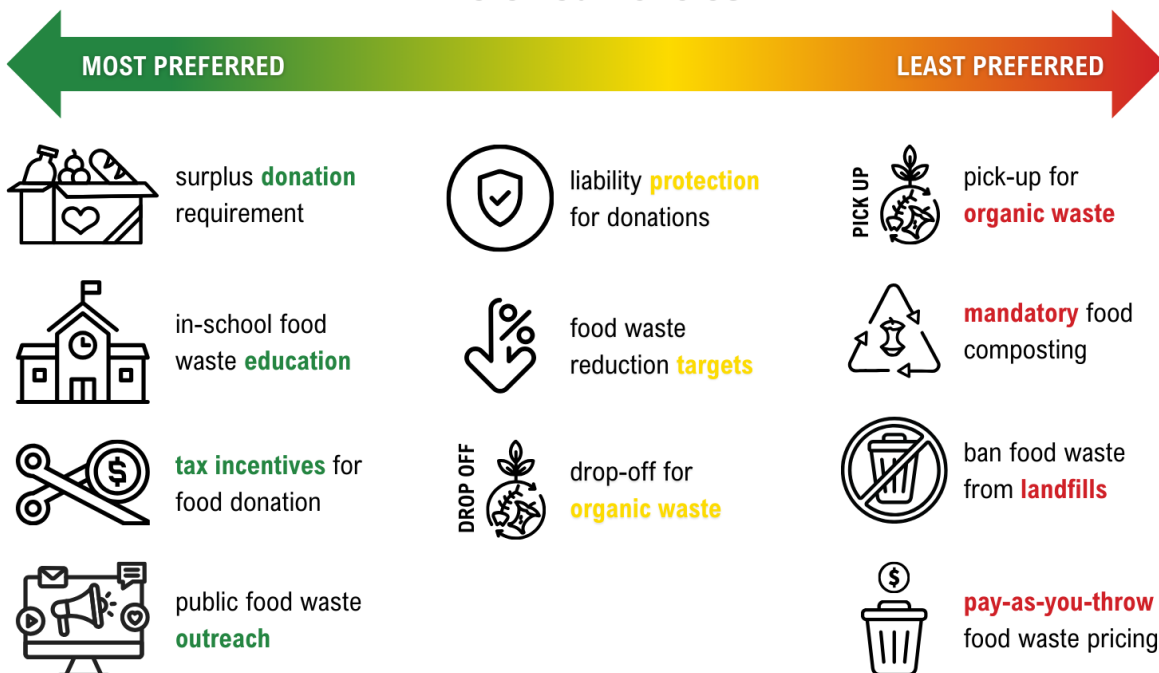 MOST PREFERRED
LEAST PREFERRED
surplus donation
requirement
in-school food
waste education
tax incentives for
food donation
public food waste
outreach
liability protection
for donations
food waste
reduction targets
DROP OFF
drop-off for
organic waste
PICK UP
pick-up for
organic waste
mandatory food
composting
ban food waste
from landfills
pay-as-you-throw
food waste pricing